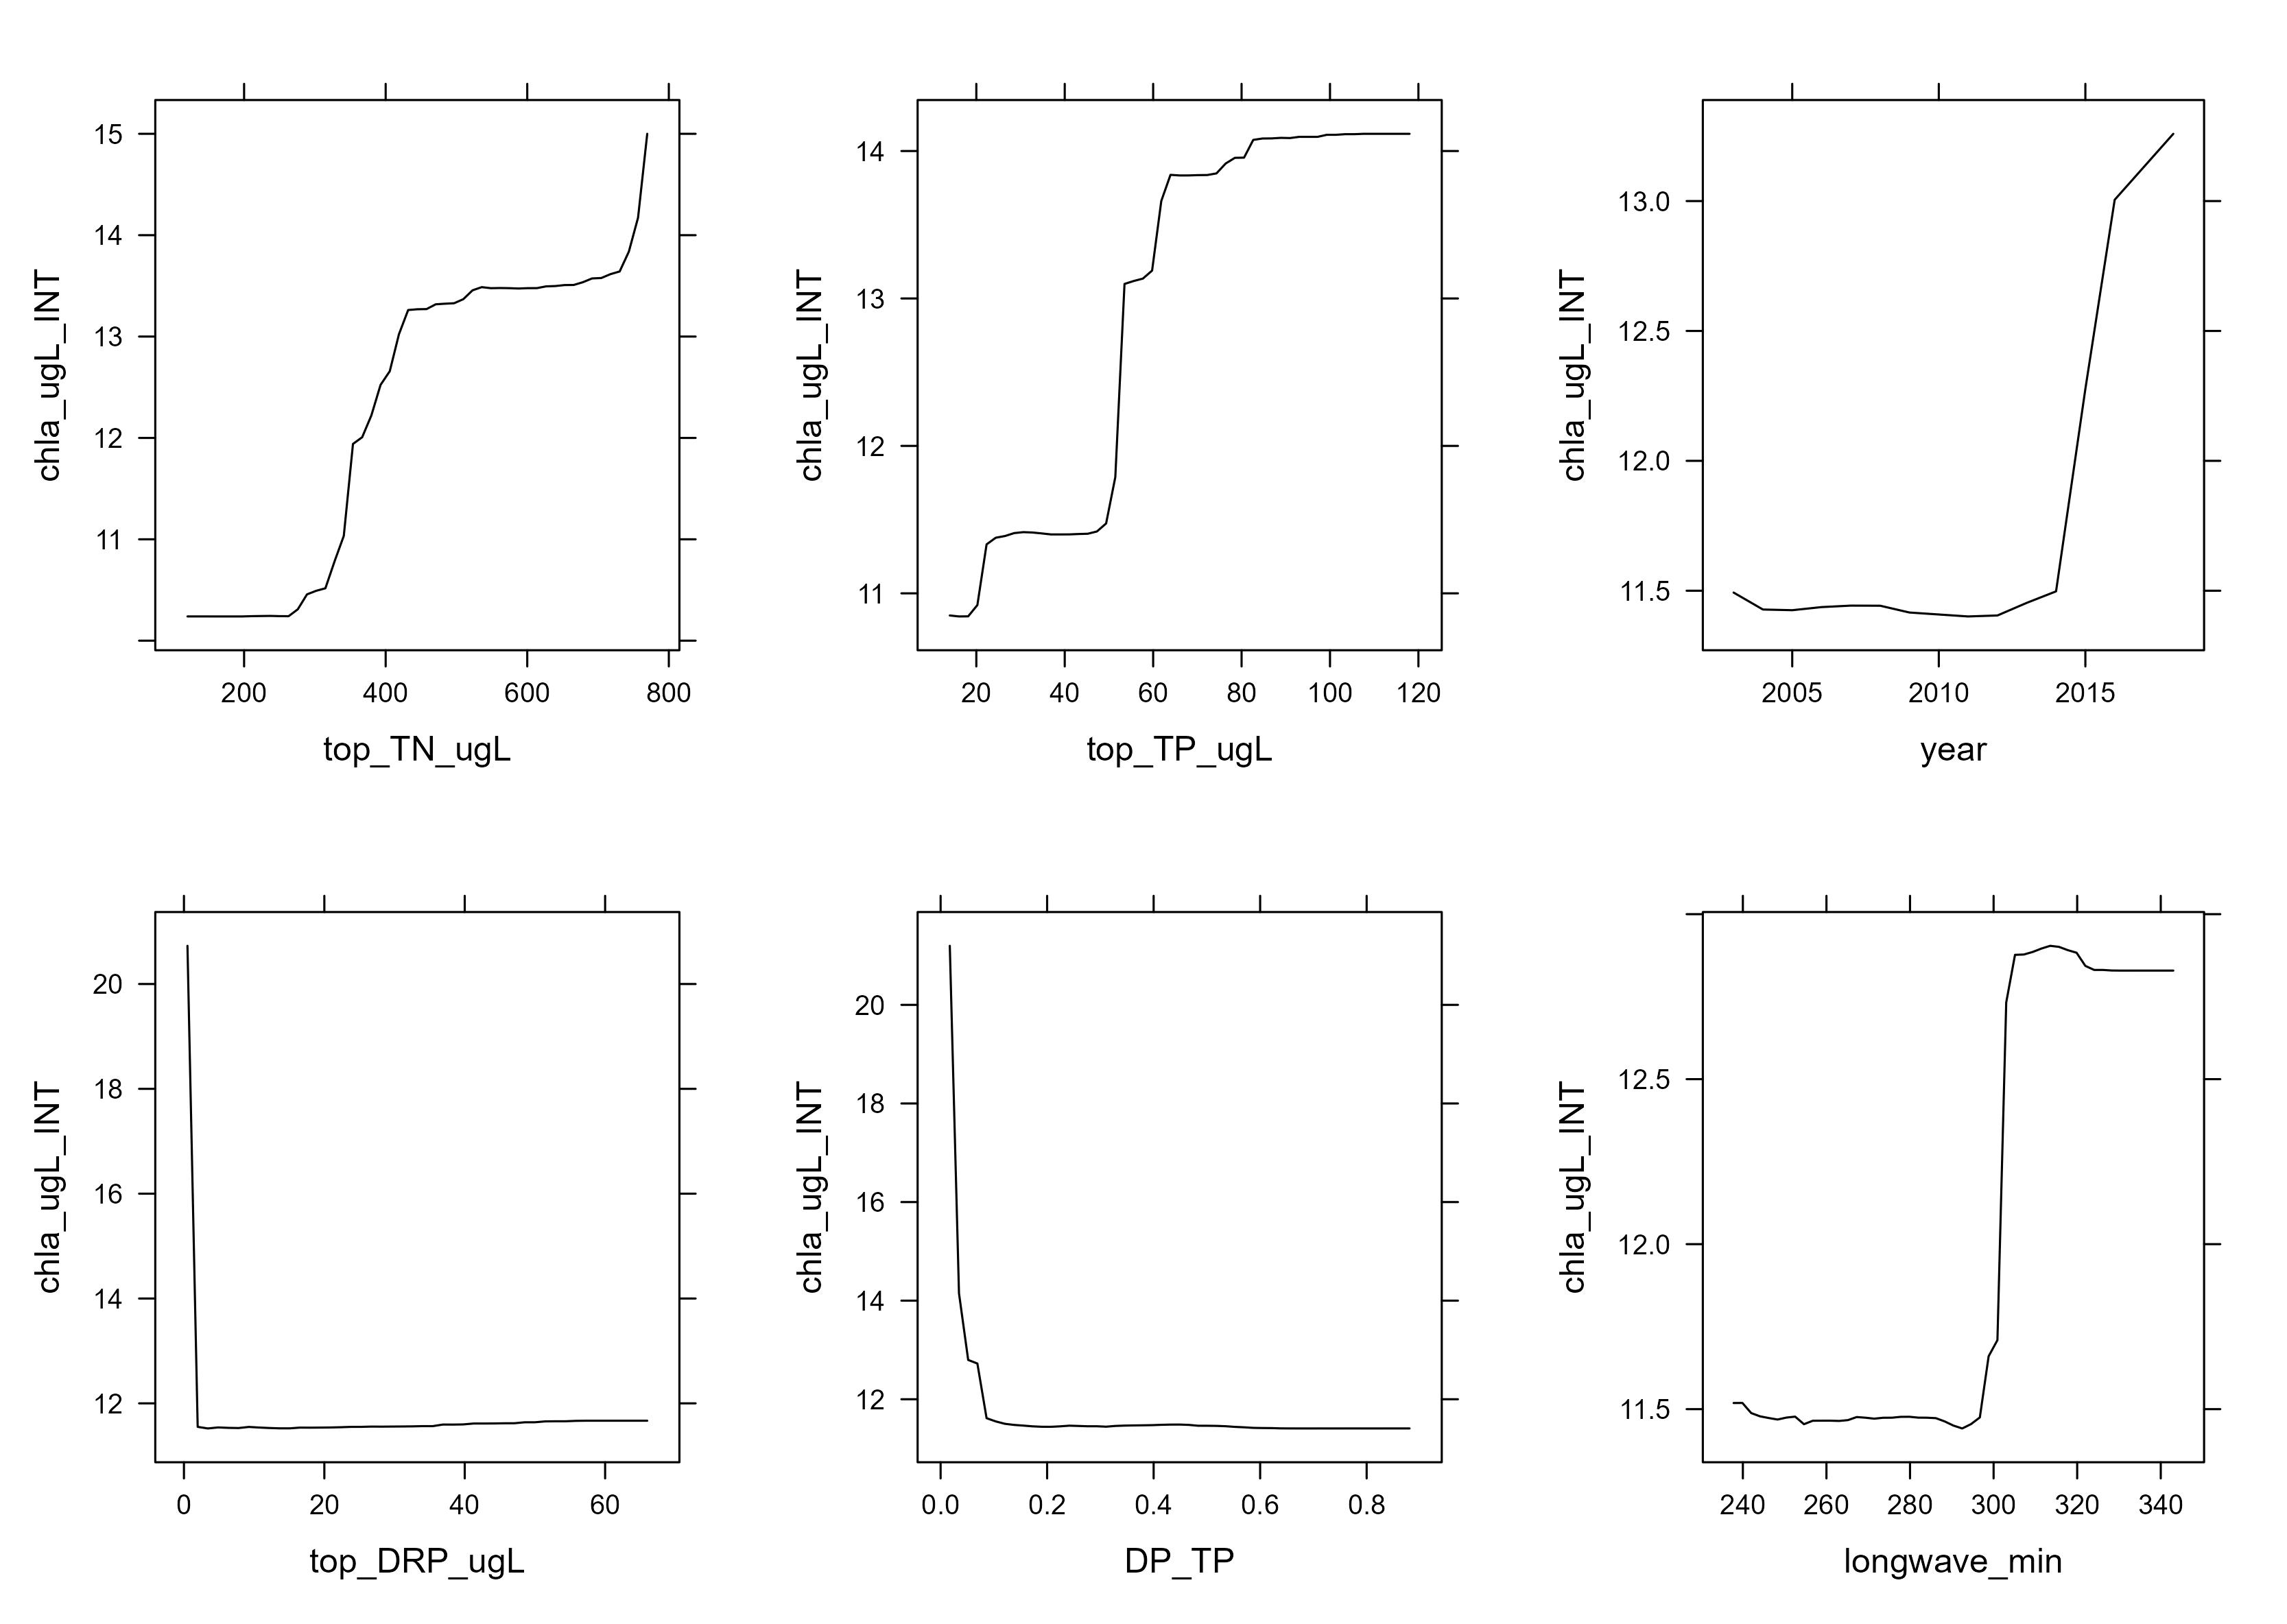 15
14
13
12
11
chla_ugL_INT
200 400 600 800
top_TN_ugL
14
13
12
11
chla_ugL_INT
20 40 60 80 100 120
top_TP_ugL
13.0
12.5
12.0
11.5
chla_ugL_INT
2005 2010 2015
year
20
18
16
14
12
chla_ugL_INT
0 20 40 60
top_DRP_ugL
20
18
16
14
12
chla_ugL_INT
0.0 0.2 0.4 0.6 0.8
DP_TP
12.5
12.0
11.5
chla_ugL_INT
240 260 280 300 320 340
longwave_min